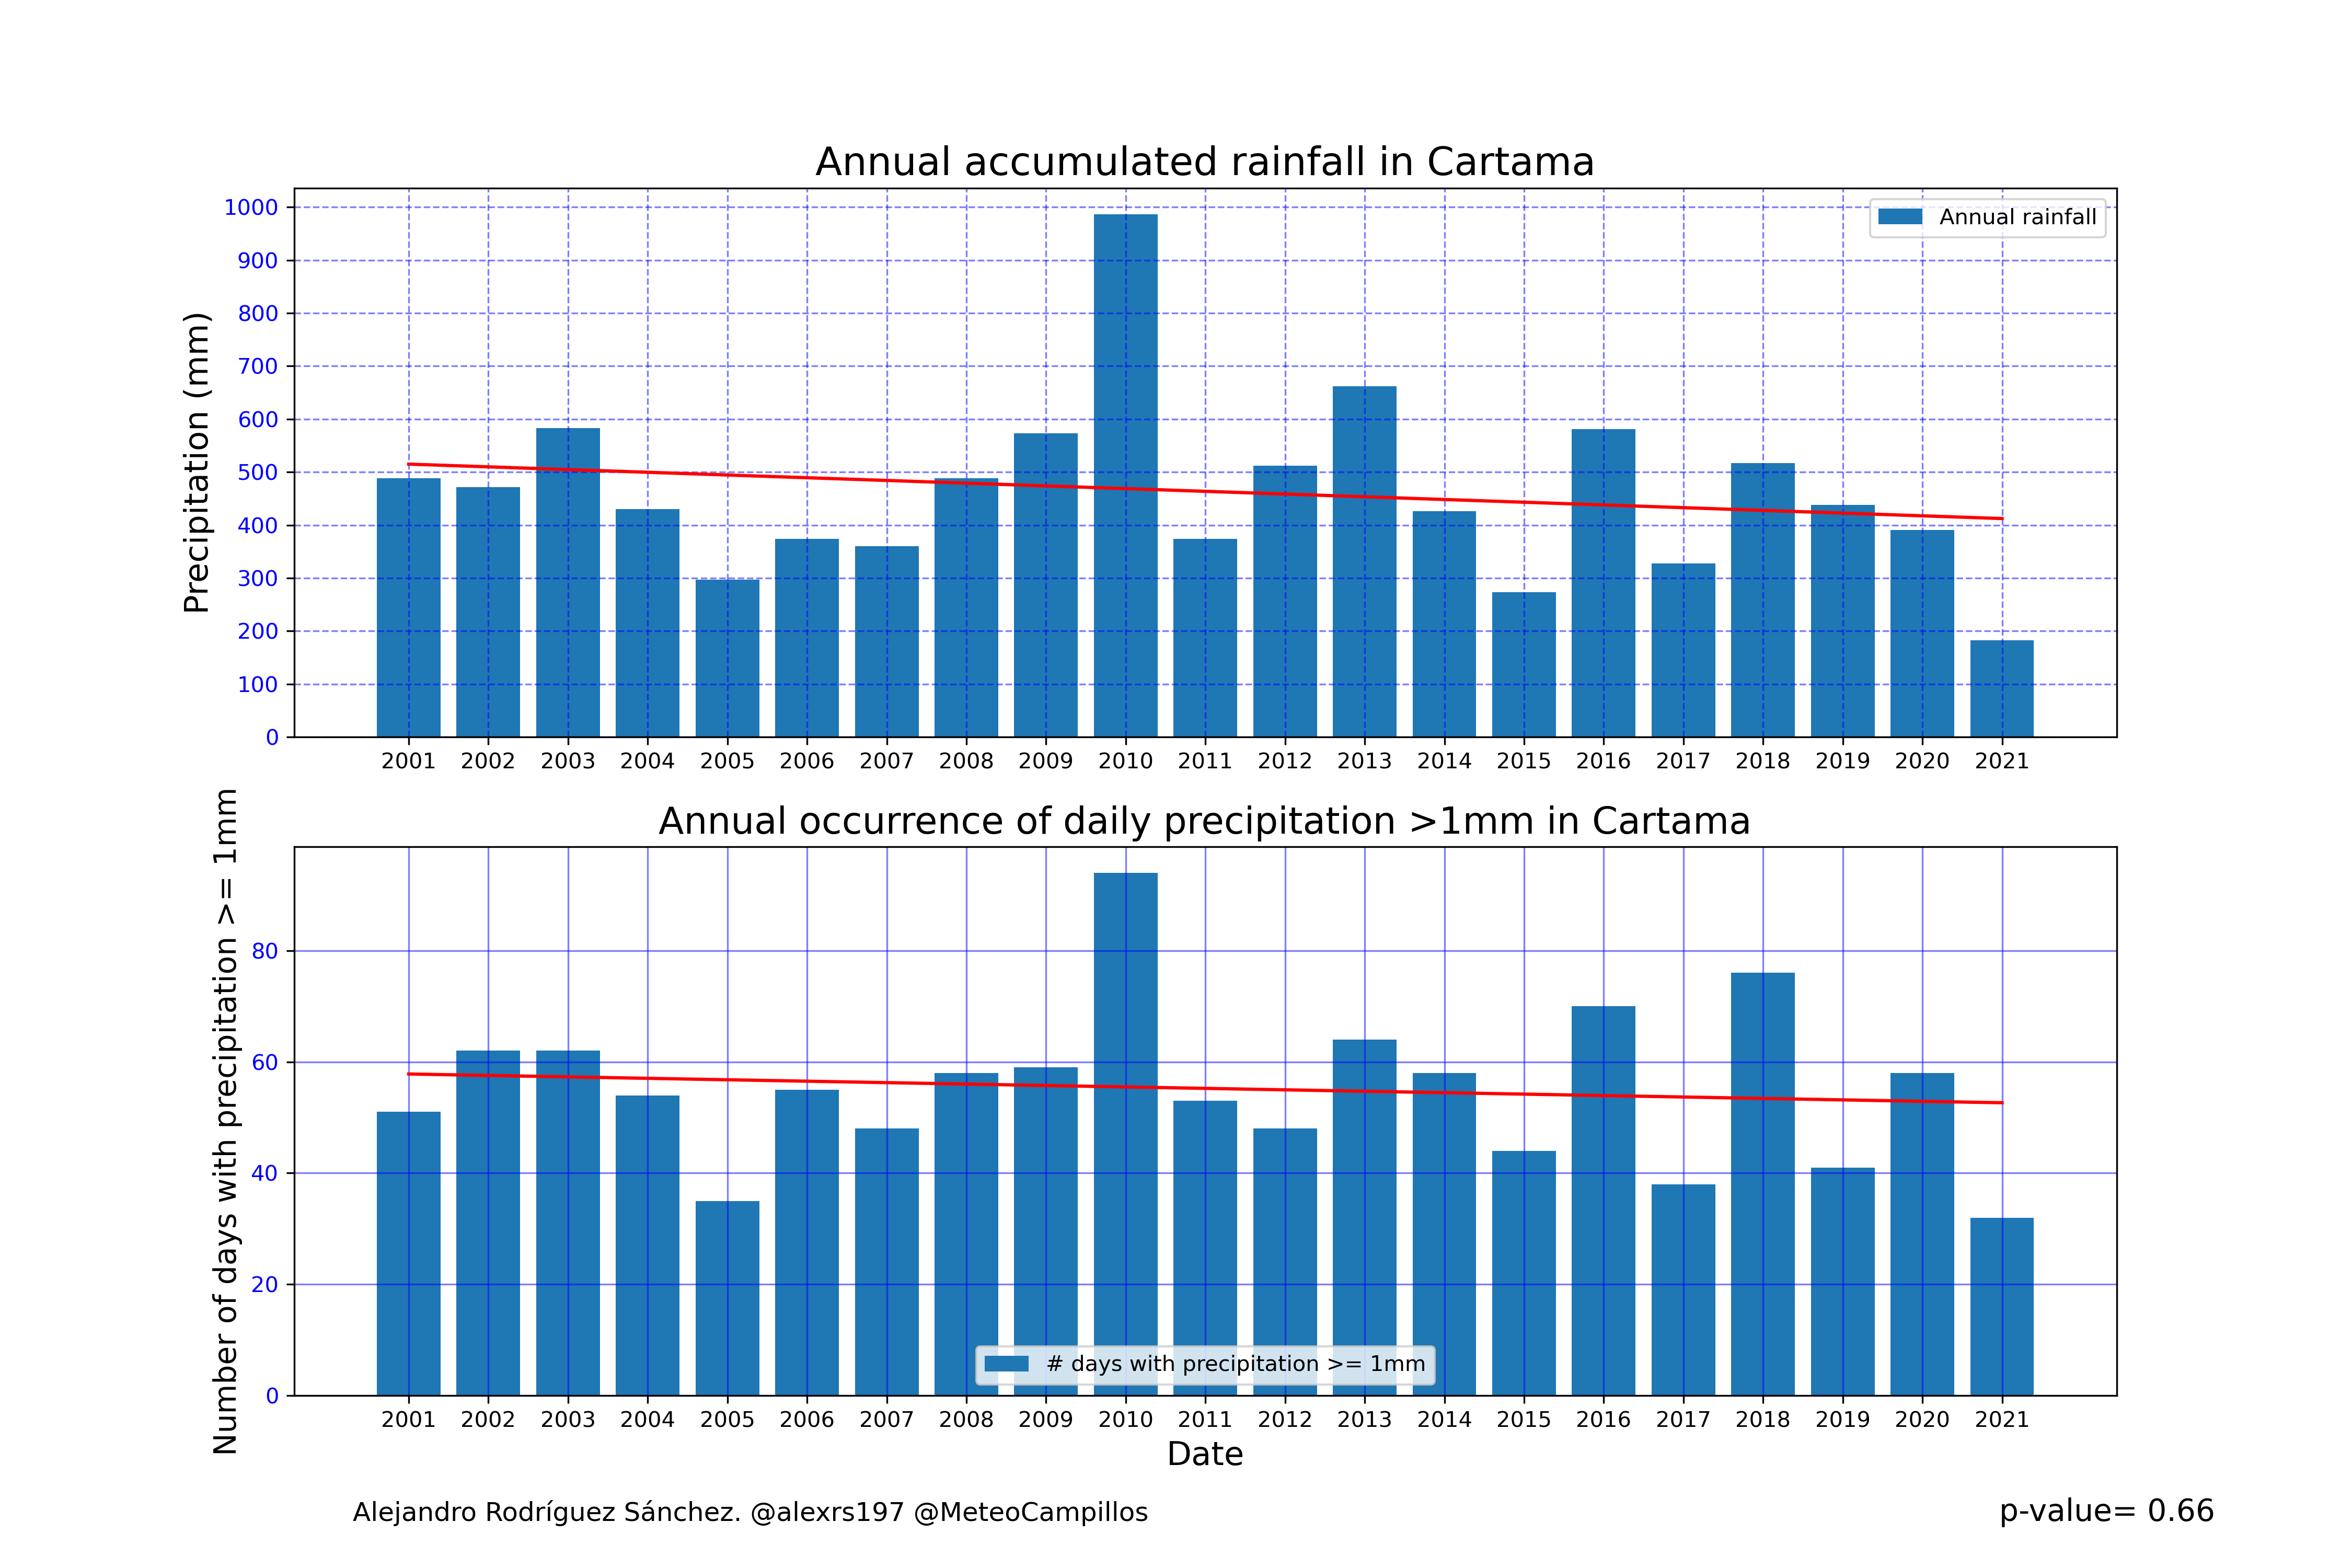 Annual accumulated rainfall in Cartama
Precipitation (mm)
1000
900
800
700
600
500
400
300
200
100
0
Annual rainfall
2001 2002 2003 2004 2005 2006 2007 2008 2009 2010 2011 2012 2013 2014 2015 2016 2017 2018 2019 2020 2021
Annual occurrence of daily precipitation >1mm in Cartama
Number of days with precipitation >= 1mm
80
60
40
20
0
# days with precipitation >= 1mm
2001 2002 2003 2004 2005 2006 2007 2008 2009 2010 2011 2012 2013 2014 2015 2016 2017 2018 2019 2020 2021
Date
Alejandro Rodríguez Sánchez. @alexrs197 @MeteoCampillos
p-value= 0.66